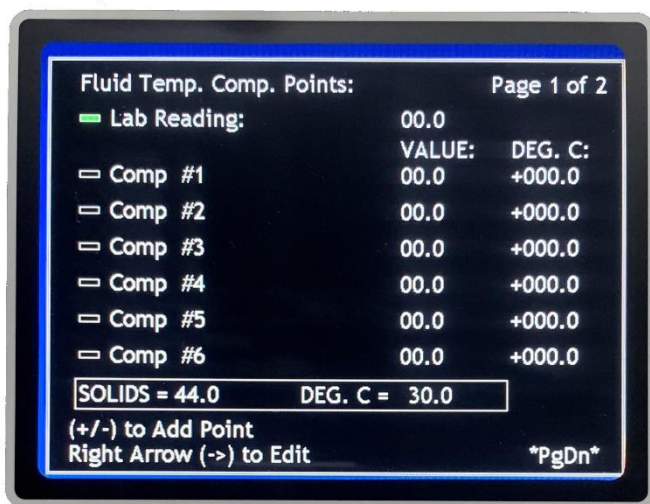 Fluid Temp. Comp. Points: Page 1 of 2
Lab Reading: 00.0
VALUE: DEG. C:
Comp #1 00.0 +000.0
Comp #2 00.0 +000.0
Comp #3 00.0 +000.0
Comp #4 00.0 +000.0
Comp #5 00.0 +000.0
Comp #6 00.0 +000.0
SOLIDS = 44.0 DEG. C = 30.0
(+/-) to Add Point
Right Arrow (->) to Edit *PgDn*